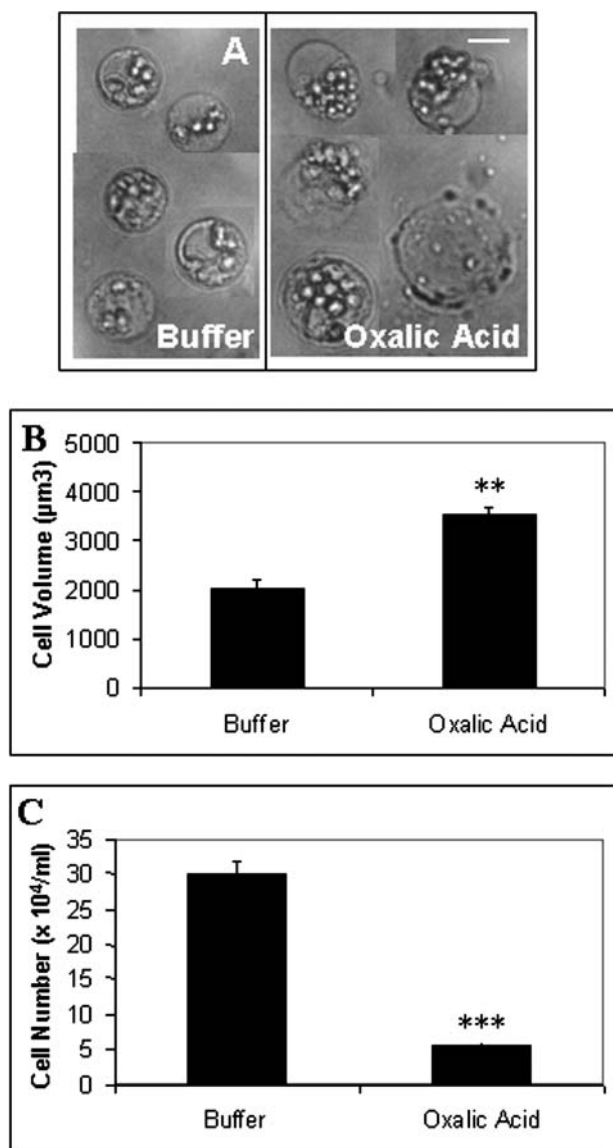 A
Buffer
Oxalic Acid
B
Cell Volume (µm3)
5000
4000
3000
2000
1000
0
**
Buffer
Oxalic Acid
C
Cell Number (x 10⁴/ml)
35
30
25
20
15
10
5
0
***
Buffer
Oxalic Acid